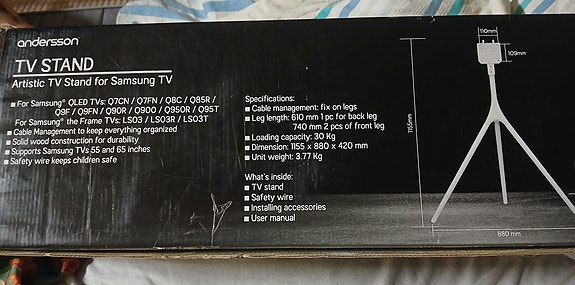 andersson
TV STAND
Artistic TV Stand for Samsung TV
For Samsung® QLED TVs: Q7CN / Q7FN / Q8C / Q85R /
Q9F / Q9FN / Q90R / Q900 / Q950R / Q95T
For Samsung® the Frame TVs: LS03 / LS03R / LS03T
Cable Management to keep everything organized
Solid wood construction for durability
Supports Samsung TVs 55 and 65 inches
Safety wire keeps children safe
Specifications:
Cable management: fix on legs
Leg length: 610 mm 1 pc for back leg
740 mm 2 pcs of front leg
Loading capacity: 30 Kg
Dimension: 1155 x 880 x 420 mm
Unit weight: 3.77 Kg
What's inside:
TV stand
Safety wire
Installing accessories
User manual
110mm
109mm
1155mm
880 mm